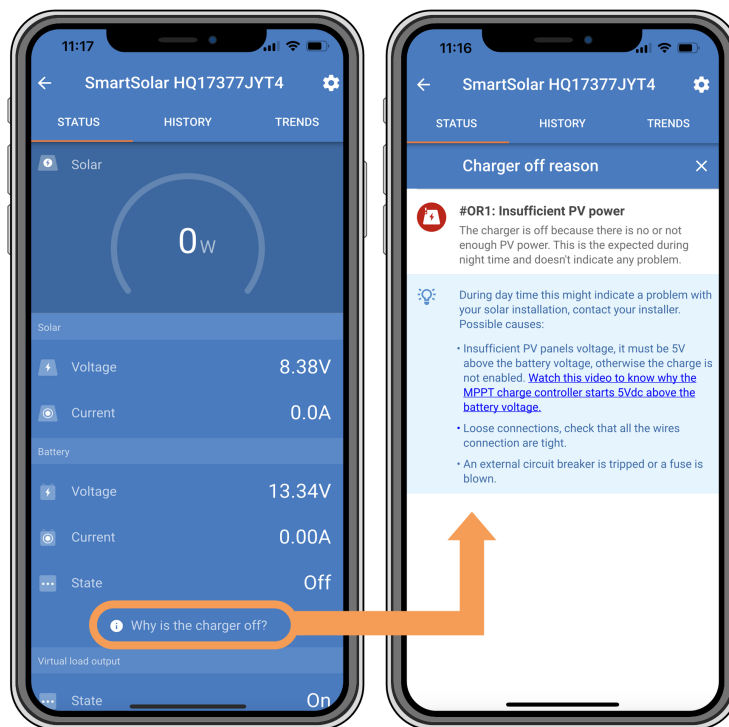 11:17
SmartSolar HQ17377JYT4
STATUS HISTORY TRENDS
Solar
0W
Solar
Voltage 8.38V
Current 0.0A
Battery
Voltage 13.34V
Current 0.00A
State Off
Why is the charger off?
Virtual load output
State On
11:16
SmartSolar HQ17377JYT4
STATUS HISTORY TRENDS
Charger off reason
#OR1: Insufficient PV power
The charger is off because there is no or not
enough PV power. This is the expected during
night time and doesn't indicate any problem.
During day time this might indicate a problem with
your solar installation, contact your installer.
Possible causes:
• Insufficient PV panels voltage, it must be 5V
above the battery voltage, otherwise the charge is
not enabled. Watch this video to know why the
MPPT charge controller starts 5Vdc above the
battery voltage.
• Loose connections, check that all the wires
connection are tight.
• An external circuit breaker is tripped or a fuse is
blown.